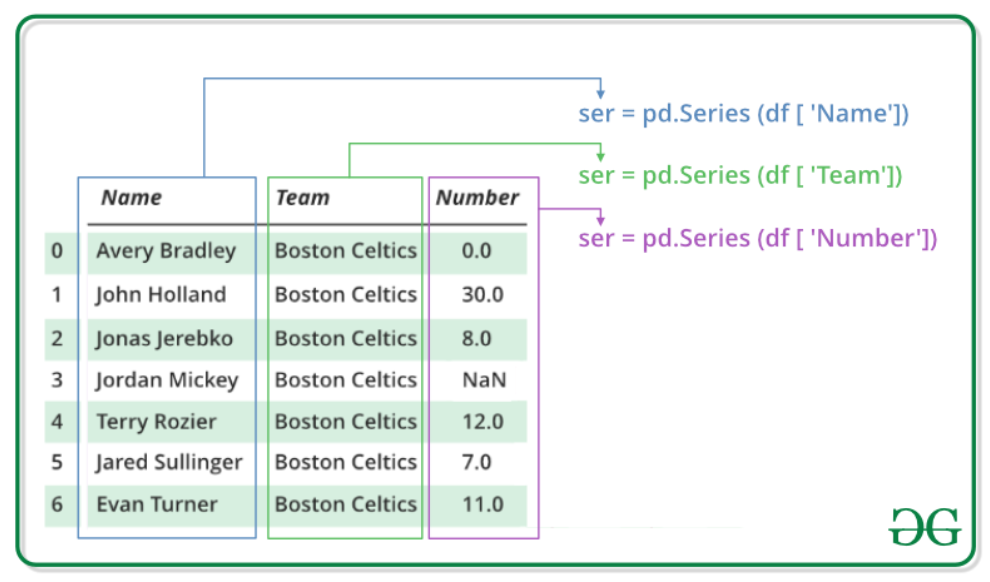 ser = pd.Series (df [ 'Name'])
ser = pd.Series (df [ 'Team'])
ser = pd.Series (df [ 'Number'])
Name Team Number
0 Avery Bradley Boston Celtics 0.0
1 John Holland Boston Celtics 30.0
2 Jonas Jerebko Boston Celtics 8.0
3 Jordan Mickey Boston Celtics NaN
4 Terry Rozier Boston Celtics 12.0
5 Jared Sullinger Boston Celtics 7.0
6 Evan Turner Boston Celtics 11.0